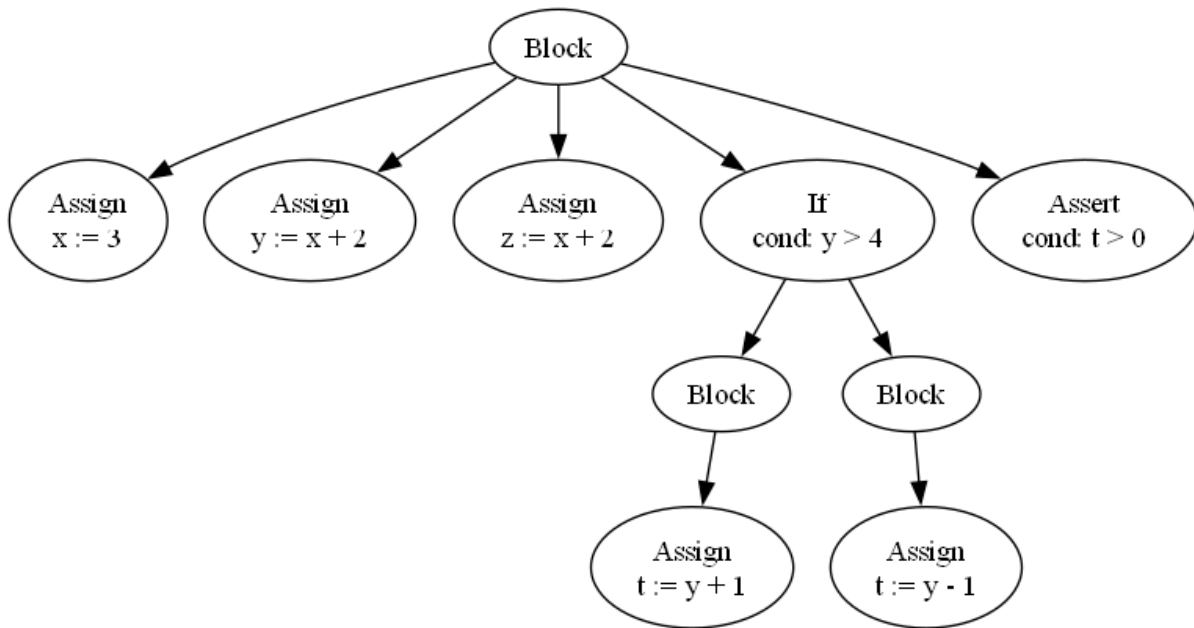 Block
Assign
x := 3
Assign
y := x + 2
Assign
z := x + 2
If
cond: y > 4
Assert
cond: t > 0
Block
Block
Assign
t := y + 1
Assign
t := y - 1